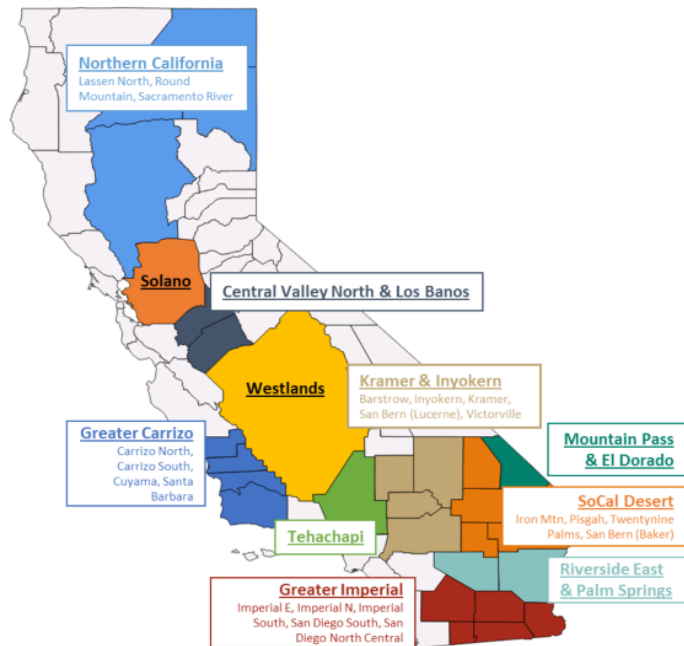 Northern California
Lassen North, Round
Mountain, Sacramento River
Solano
Central Valley North & Los Banos
Westlands
Kramer & Inyokern
Barstrow, Inyokern, Kramer,
San Bern (Lucerne), Victorville
Greater Carrizo
Carrizo North,
Carrizo South,
Cuyama, Santa
Barbara
Mountain Pass
& El Dorado
SoCal Desert
Iron Mtn, Pisgah, Twentynine
Palms, San Bern (Baker)
Tehachapi
Riverside East
& Palm Springs
Greater Imperial
Imperial E, Imperial N, Imperial
South, San Diego South, San
Diego North Central